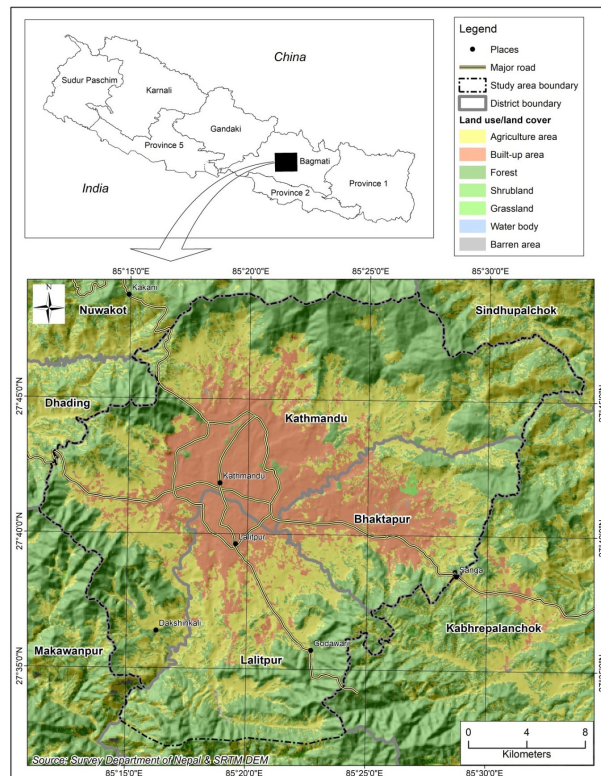 China
Sudur Paschim
Karnali
Gandaki
Province 5
Bagmati
Province 1
Province 2
India
Legend
Places
Major road
Study area boundary
District boundary
Land use/land cover
Agriculture area
Built-up area
Forest
Shrubland
Grassland
Water body
Barren area
85°15'0"E 85°20'0"E 85°25'0"E 85°30'0"E
N
Kakani
Nuwakot
Sindhupalchok
27°45'0"N
Dhading
Kathmandu
Kathmandu
27°40'0"N
Bhaktapur
Lalitpur
Sanga
Dakshinkali
Kabhrepalanchok
Makawanpur
Godawari
Lalitpur
27°35'0"N
0 4 8
Kilometers
Source: Survey Department of Nepal & SRTM DEM
85°15'0"E 85°20'0"E 85°25'0"E 85°30'0"E